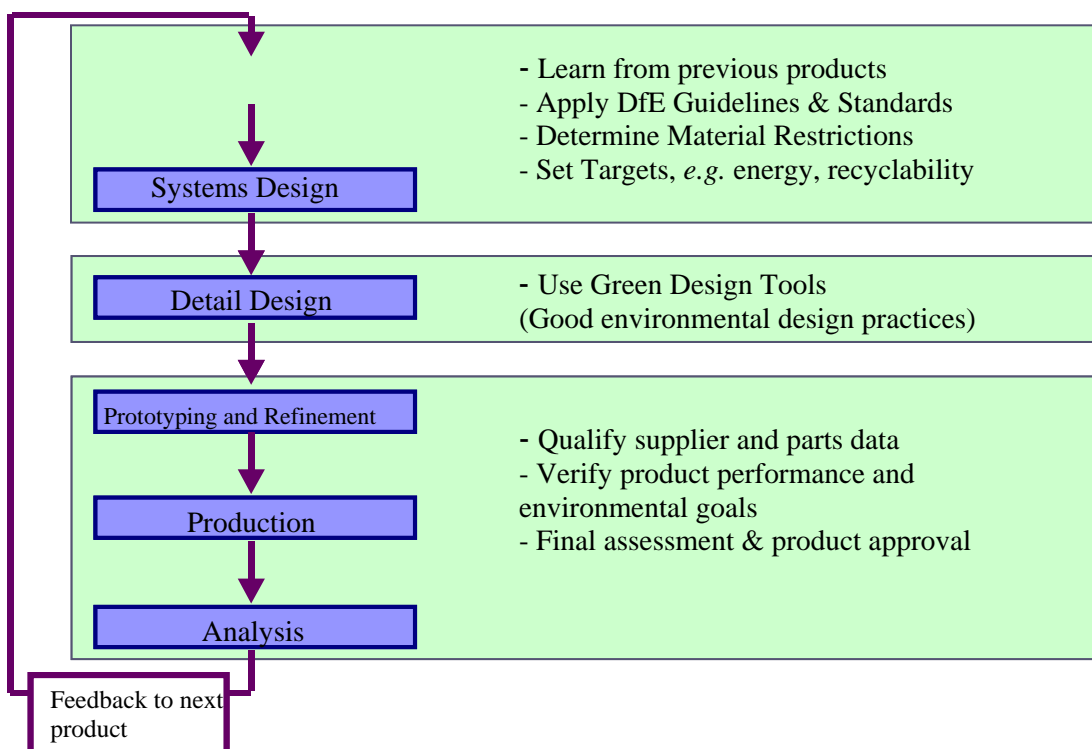 - Learn from previous products
- Apply DfE Guidelines & Standards
- Determine Material Restrictions
- Set Targets, e.g. energy, recyclability
Systems Design
Detail Design
- Use Green Design Tools
(Good environmental design practices)
Prototyping and Refinement
- Qualify supplier and parts data
- Verify product performance and
environmental goals
- Final assessment & product approval
Production
Analysis
Feedback to next
product